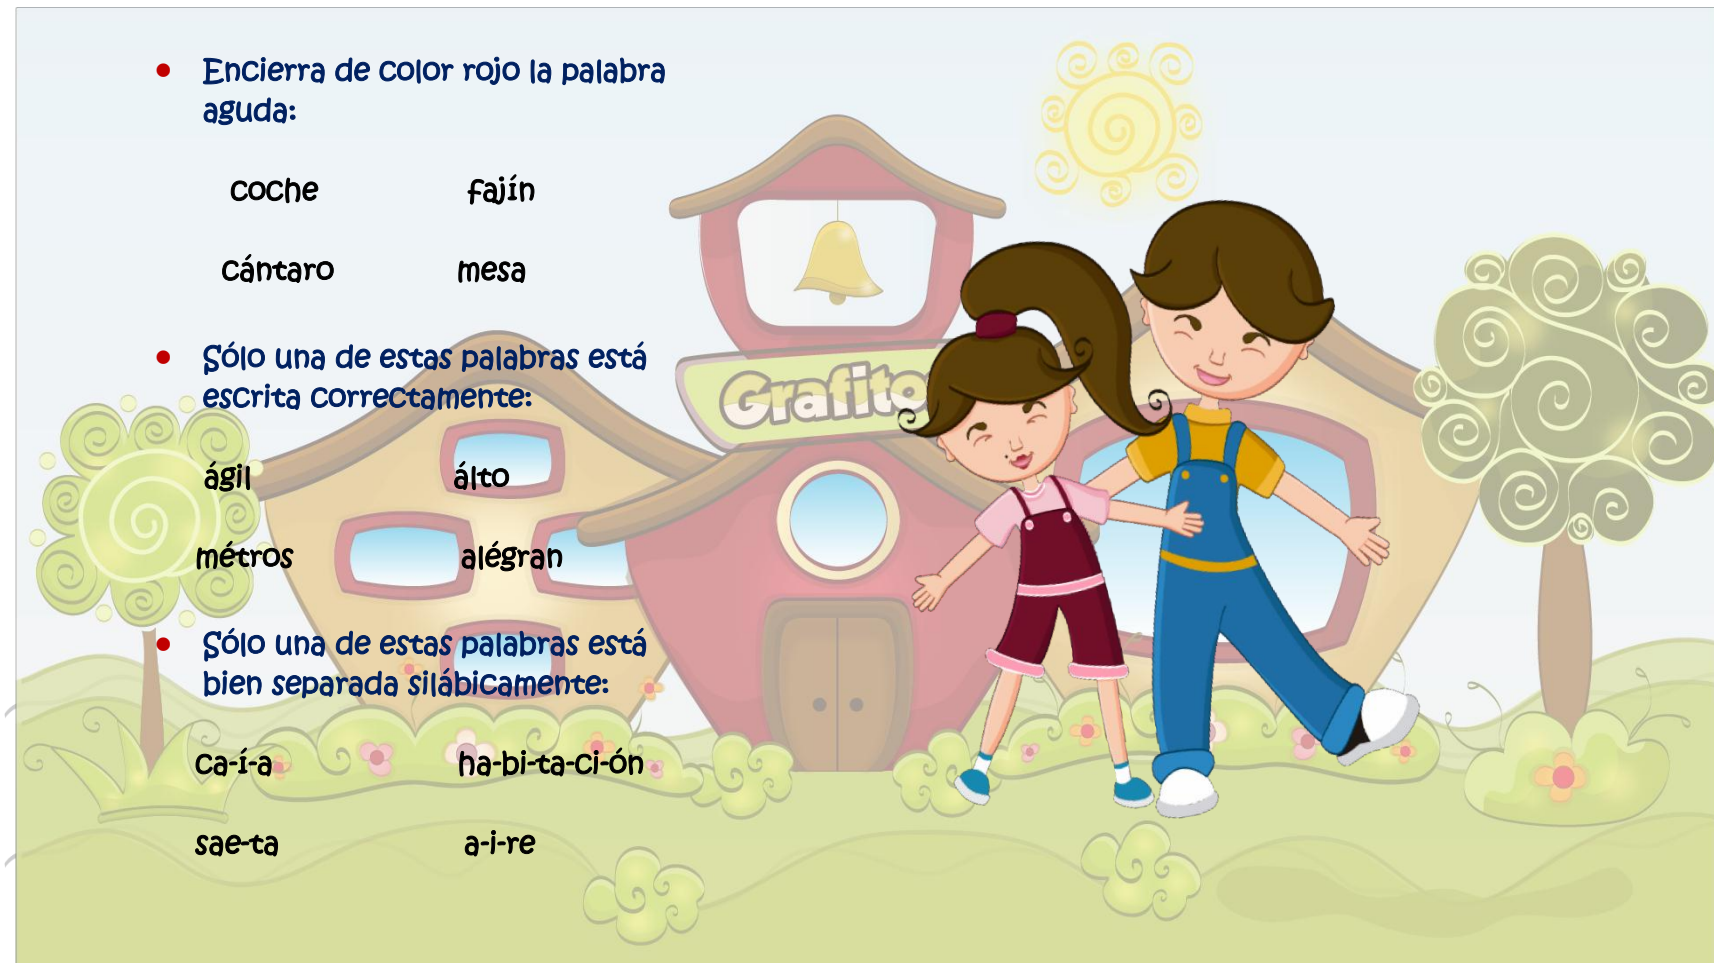 • Encierra de color rojo la palabra
aguda:
coche fajín
cántaro mesa
• Sólo una de estas palabras está
escrita correctamente:
ágil álto
métros alégran
• Sólo una de estas palabras está
bien separada silábicamente:
ca-í-a ha-bi-ta-ci-ón
sae-ta a-i-re
Grafito